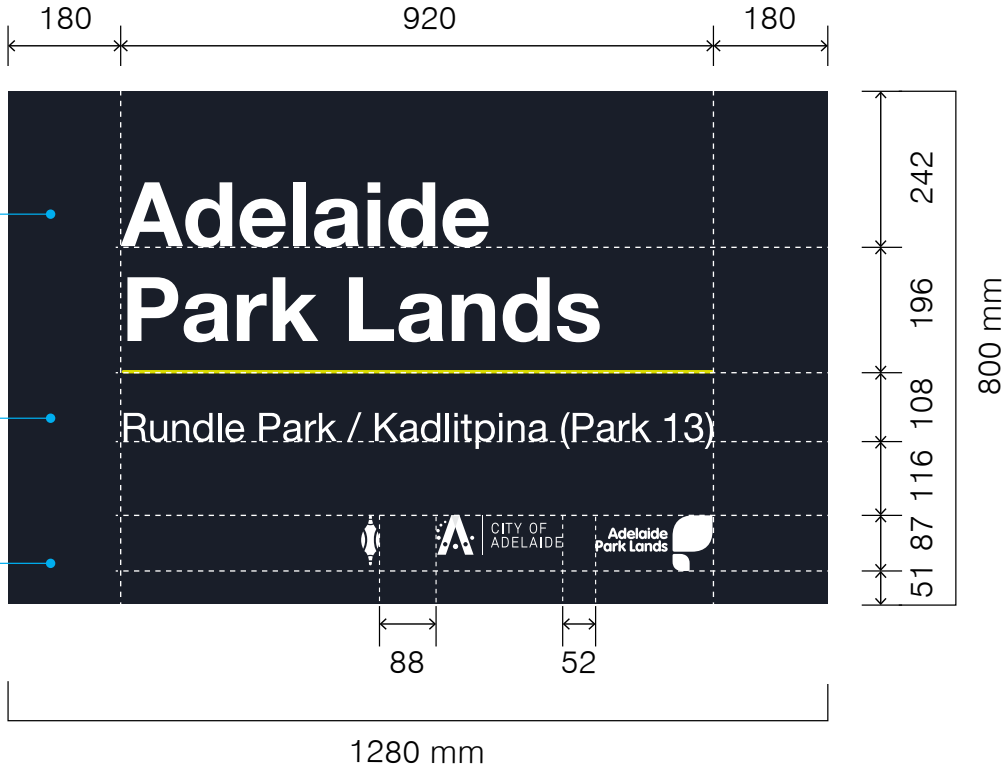 180 920 180
Adelaide
Park Lands
Rundle Park / Kadlitpina (Park 13)
CITY OF
ADELAIDE
Adelaide
Park Lands
242
196
108
116
87
51
800 mm
88 52
1280 mm